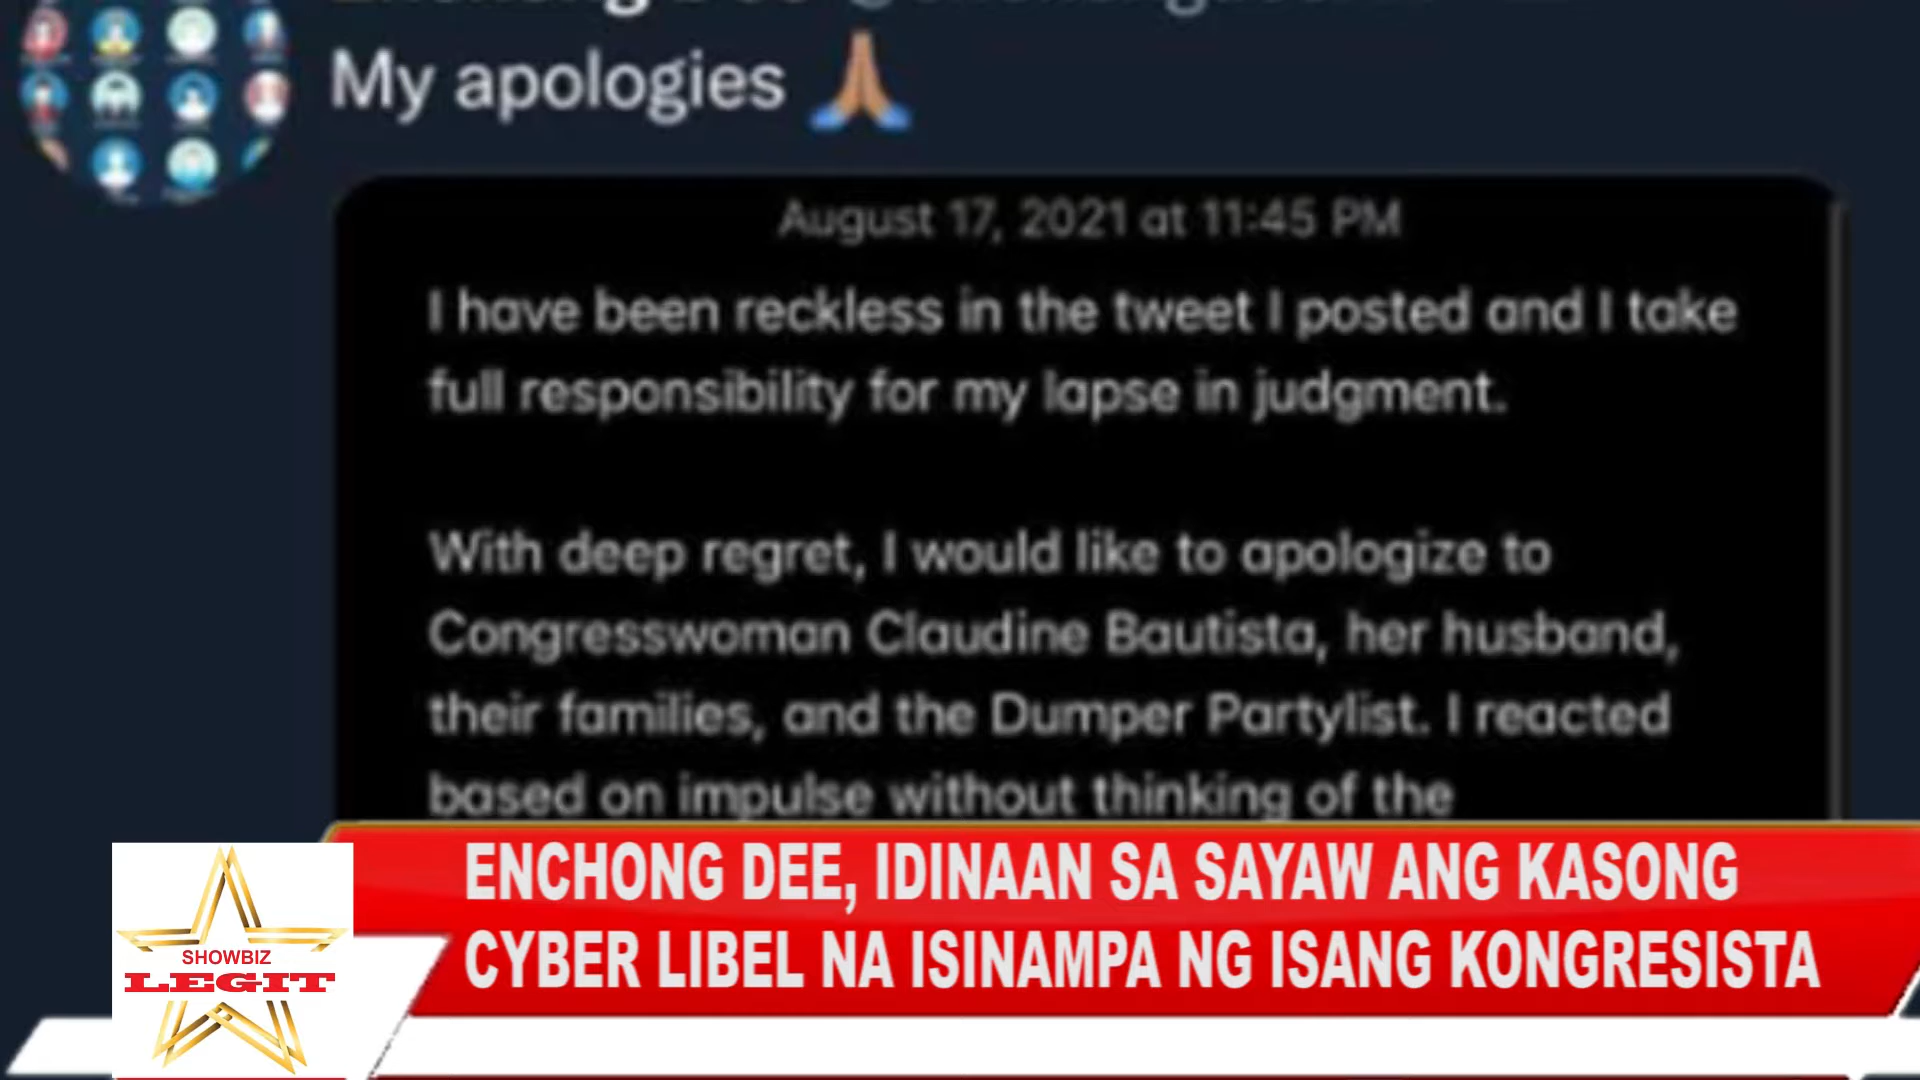 Enchong Dee
My apologies 🙏🏽
August 17, 2021 at 11:45 PM
I have been reckless in the tweet I posted and I take
full responsibility for my lapse in judgment.
With deep regret, I would like to apologize to
Congresswoman Claudine Bautista, her husband,
their families, and the Dumper Partylist. I reacted
based on impulse without thinking of the
ENCHONG DEE, IDINAAN SA SAYAW ANG KASONG
CYBER LIBEL NA ISINAMPA NG ISANG KONGRESISTA
SHOWBIZ
LEGIT